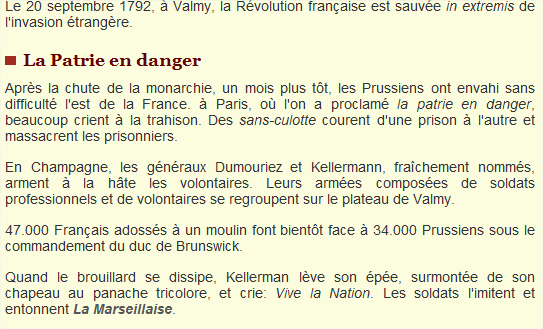 Le 20 septembre 1792, à Valmy, la Révolution française est sauvée in extremis de
l'invasion étrangère.
La Patrie en danger
Après la chute de la monarchie, un mois plus tôt, les Prussiens ont envahi sans
difficulté l'est de la France. à Paris, où l'on a proclamé la patrie en danger,
beaucoup crient à la trahison. Des sans-culotte courent d'une prison à l'autre et
massacrent les prisonniers.
En Champagne, les généraux Dumouriez et Kellermann, fraîchement nommés,
arment à la hâte les volontaires. Leurs armées composées de soldats
professionnels et de volontaires se regroupent sur le plateau de Valmy.
47.000 Français adossés à un moulin font bientôt face à 34.000 Prussiens sous le
commandement du duc de Brunswick.
Quand le brouillard se dissipe, Kellerman lève son épée, surmontée de son
chapeau au panache tricolore, et crie: Vive la Nation. Les soldats l'imitent et
entonnent La Marseillaise.